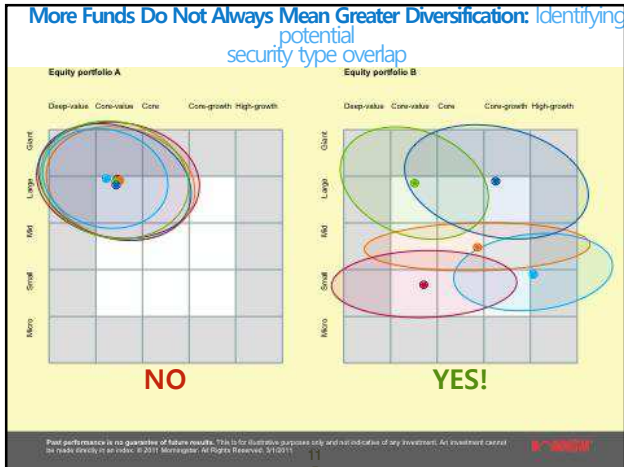 More Funds Do Not Always Mean Greater Diversification: Identifying
potential
security type overlap
Equity portfolio A
Deep-value Core-value Core Core-growth High-growth
Giant
Large
Mid
Small
Micro
NO
Equity portfolio B
Deep-value Core-value Core Core-growth High-growth
Giant
Large
Mid
Small
Micro
YES!
Past performance is no guarantee of future results. This is for illustrative purposes only and not indicative of any investment. An investment cannot
be made directly in an index. © 2011 Morningstar. All Rights Reserved. 3/1/2011
11